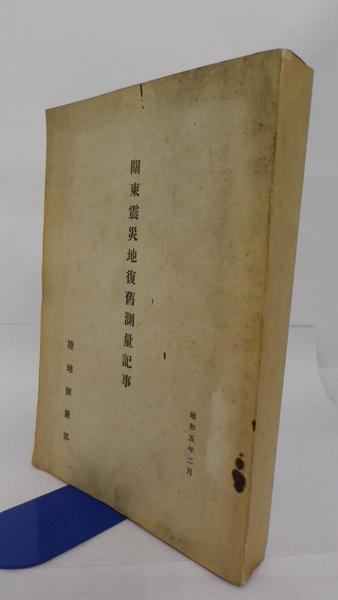 昭和五年二月
關東震災地復舊測量記事
陸地測量部